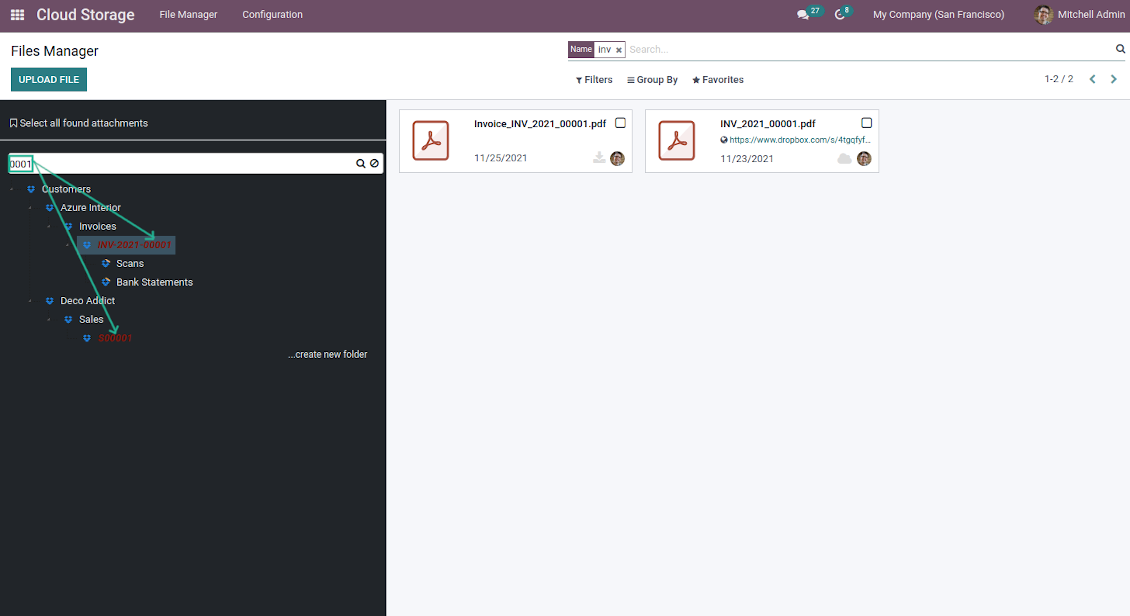 Cloud Storage File Manager Configuration 27 8 My Company (San Francisco) Mitchell Admin
Files Manager
Name inv × Search...
UPLOAD FILE
Filters Group By Favorites 1-2 / 2
Select all found attachments
0001
Customers
Azure Interior
Invoices
INV-2021-00001
Scans
Bank Statements
Deco Addict
Sales
S00001
...create new folder
Invoice_INV_2021_00001.pdf
11/25/2021
INV_2021_00001.pdf
https://www.dropbox.com/s/4tgqfyf...
11/23/2021